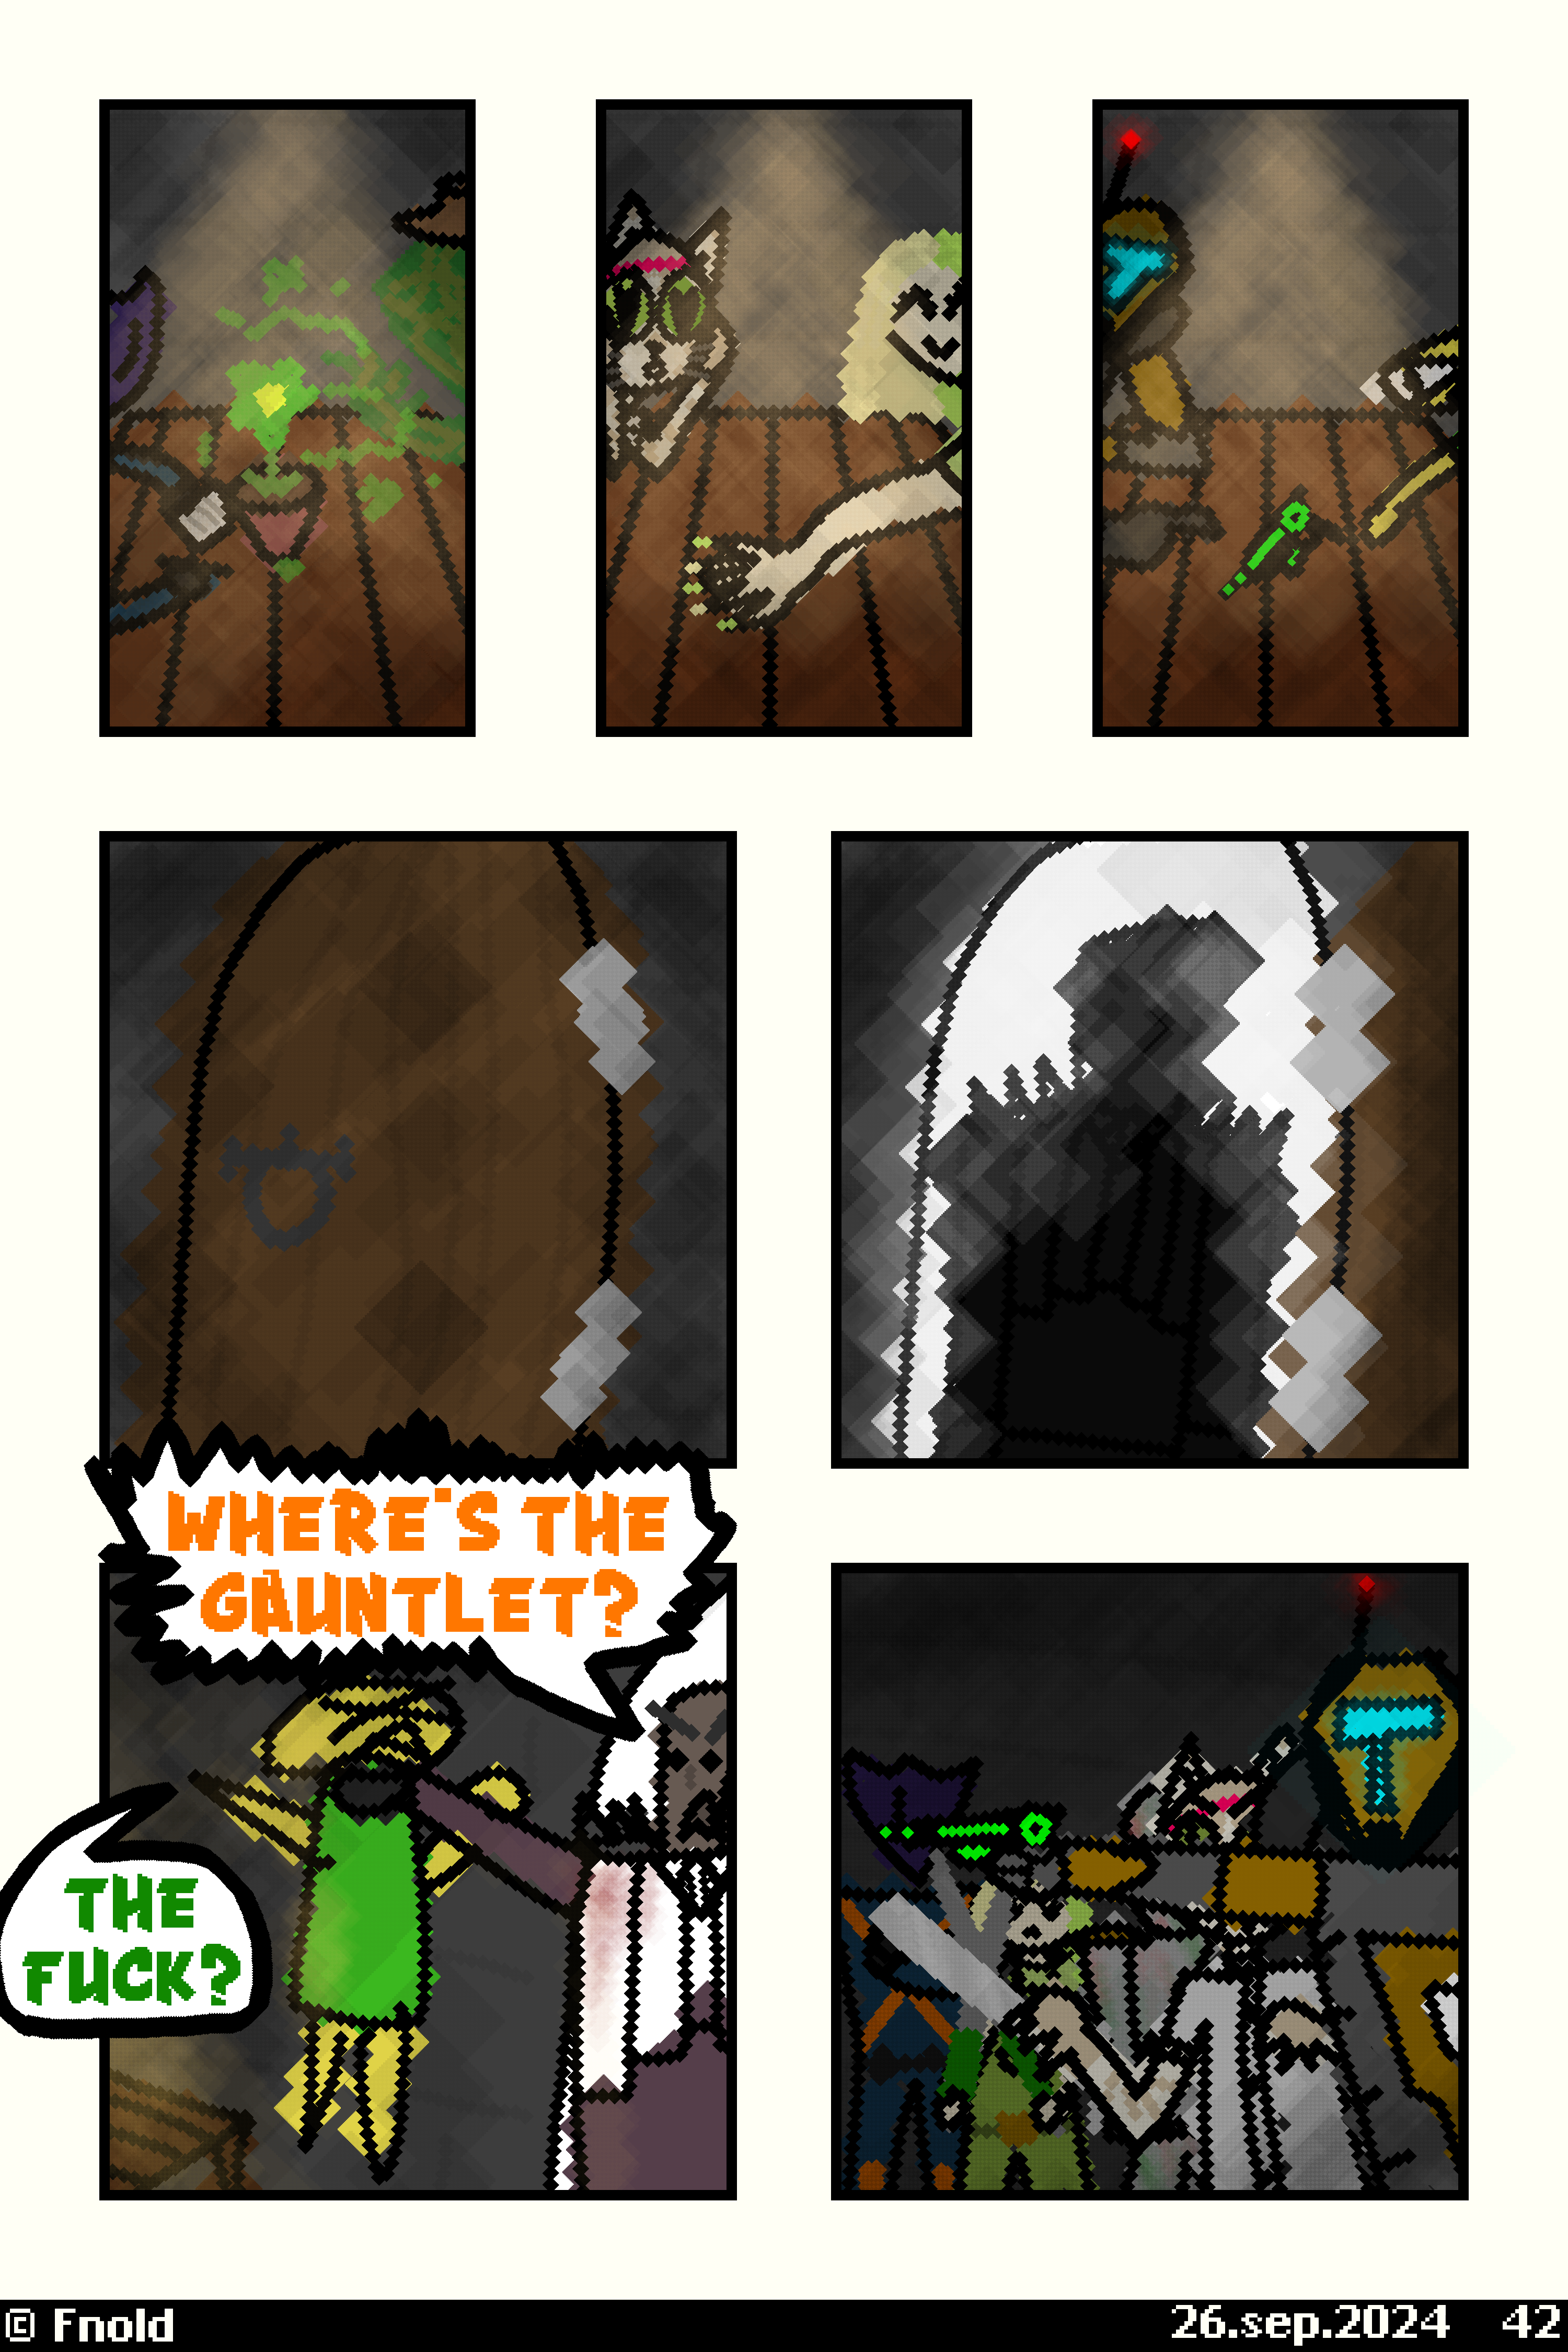 WHERE'S THE
GAUNTLET?
THE
FUCK?
© Fnold
26.sep.2024 42